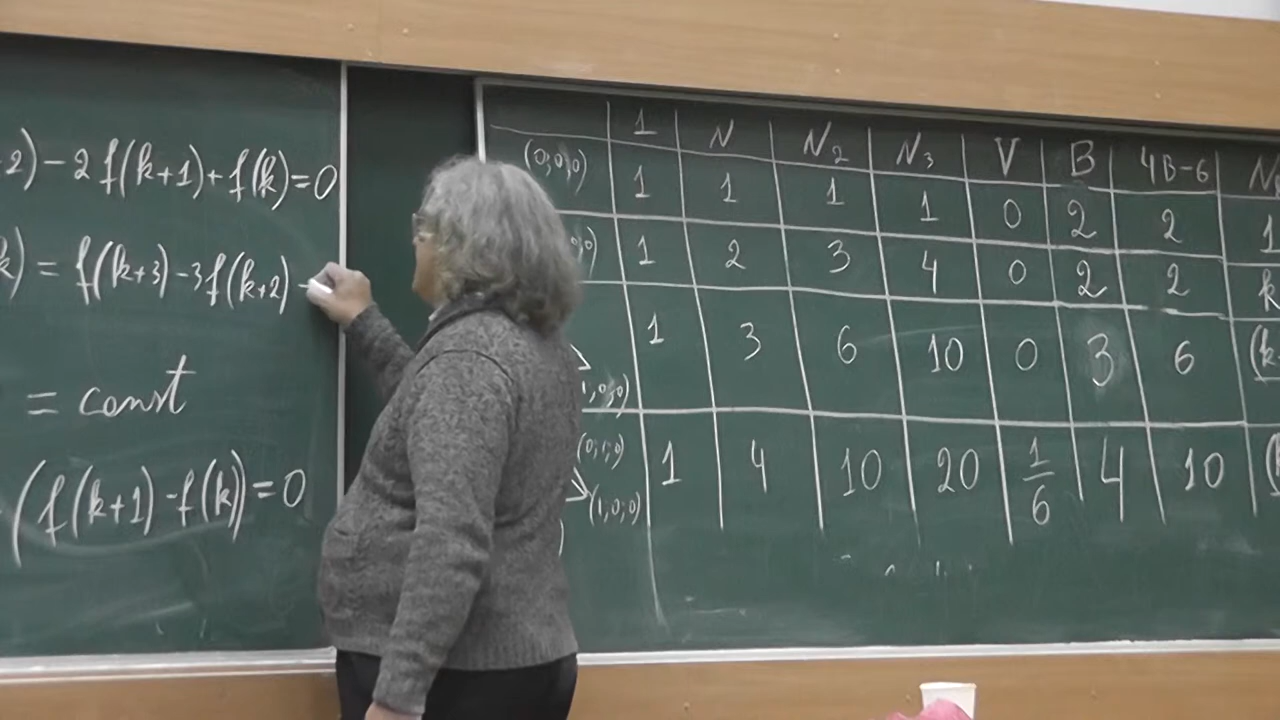 2) - 2 f(k+1) + f(k) = 0
k) = f(k+3) - 3 f(k+2) -
= const
(f(k+1) - f(k)) = 0
1 N N₂ N₃ V B 4B-6
(0;0;0) 1 1 1 1 0 2 2 1
;0) 1 2 3 4 0 2 2 k
1 3 6 10 0 3 6 (k
1;0;0)
(0;1;0) 1 4 10 20 1/6 4 10 (
(1;0;0)